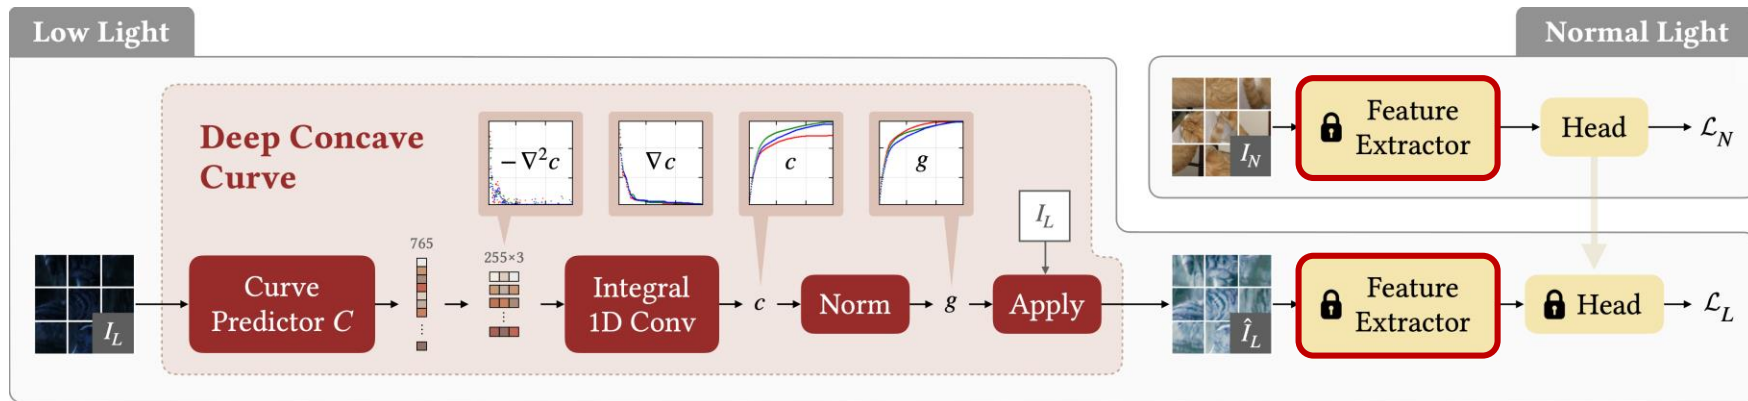 Low Light
Normal Light
Deep Concave
Curve
− ∇²c
∇c
c
g
I_N
Feature
Extractor
Head
ℒ_N
I_L
765
255×3
I_L
Curve
Predictor C
Integral
1D Conv
c
Norm
g
Apply
Î_L
Feature
Extractor
Head
ℒ_L